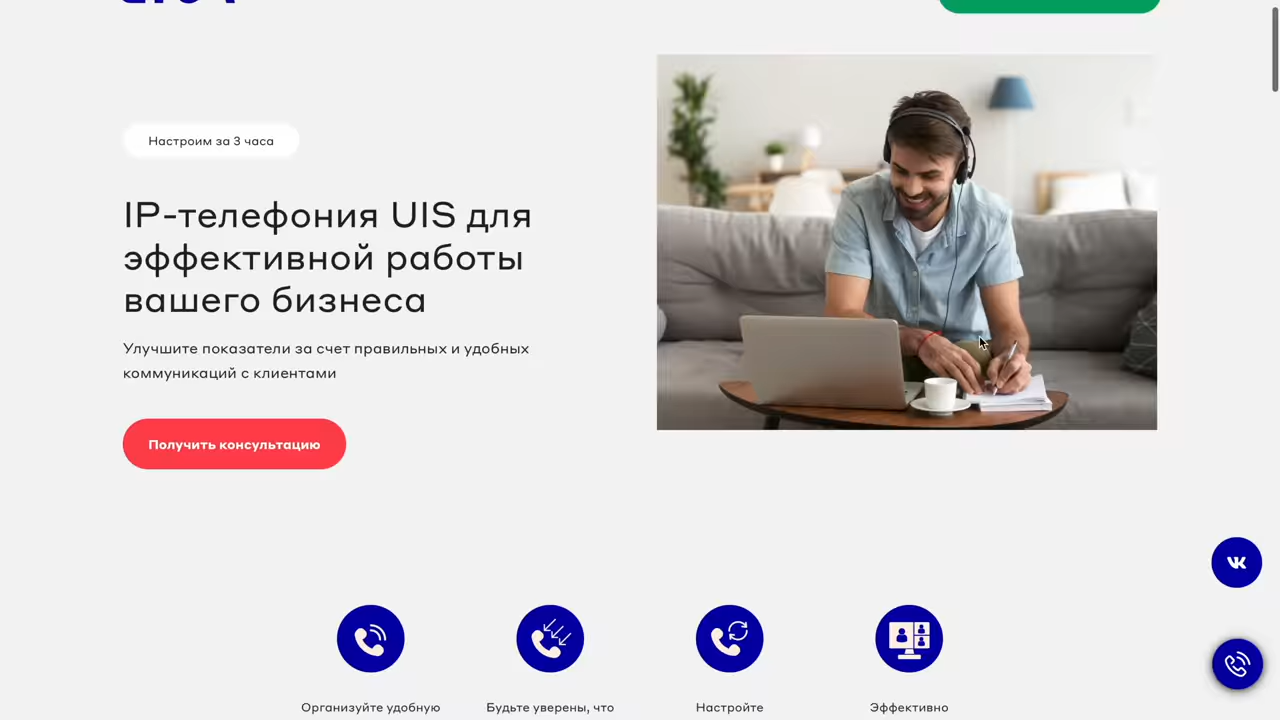 Настроим за 3 часа
IP-телефония UIS для
эффективной работы
вашего бизнеса
Улучшите показатели за счет правильных и удобных
коммуникаций с клиентами
Получить консультацию
Организуйте удобную
Будьте уверены, что
Настройте
Эффективно